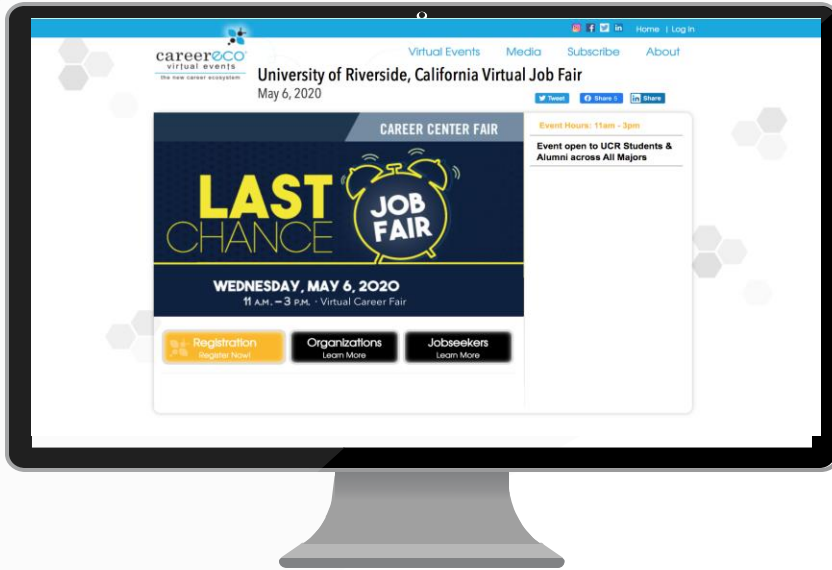 Home | Log In
careereco
virtual events
the new career ecosystem
Virtual Events Media Subscribe About
University of Riverside, California Virtual Job Fair
May 6, 2020
Tweet
Share 5
in Share
CAREER CENTER FAIR
LAST
CHANCE
JOB
FAIR
WEDNESDAY, MAY 6, 2020
11 A.M. – 3 P.M. · Virtual Career Fair
Event Hours: 11am - 3pm
Event open to UCR Students &
Alumni across All Majors
Registration
Register Now!
Organizations
Learn More
Jobseekers
Learn More